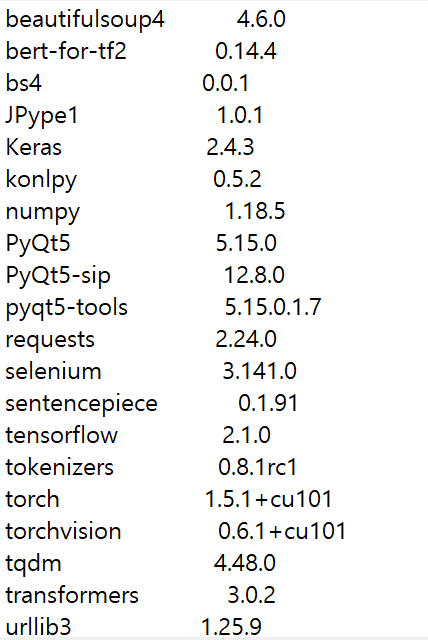 beautifulsoup4 4.6.0
bert-for-tf2 0.14.4
bs4 0.0.1
JPype1 1.0.1
Keras 2.4.3
konlpy 0.5.2
numpy 1.18.5
PyQt5 5.15.0
PyQt5-sip 12.8.0
pyqt5-tools 5.15.0.1.7
requests 2.24.0
selenium 3.141.0
sentencepiece 0.1.91
tensorflow 2.1.0
tokenizers 0.8.1rc1
torch 1.5.1+cu101
torchvision 0.6.1+cu101
tqdm 4.48.0
transformers 3.0.2
urllib3 1.25.9